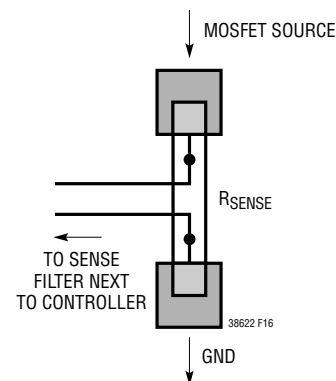 MOSFET SOURCE
RSENSE
TO SENSE
FILTER NEXT
TO CONTROLLER
38622 F16
GND